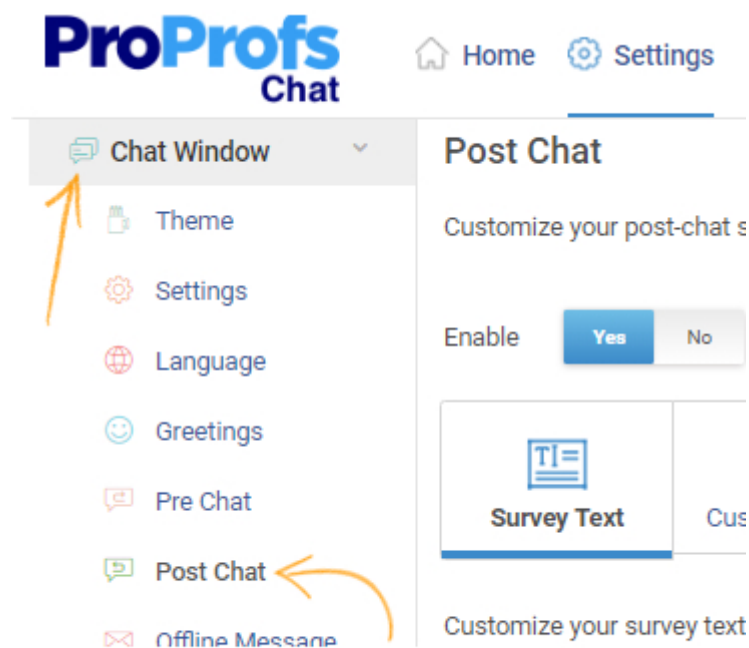 ProProfs
Chat
Home
Settings
Chat Window
Theme
Settings
Language
Greetings
Pre Chat
Post Chat
Offline Message
Post Chat
Customize your post-chat s
Enable
Yes
No
TI
Survey Text
Cus
Customize your survey text